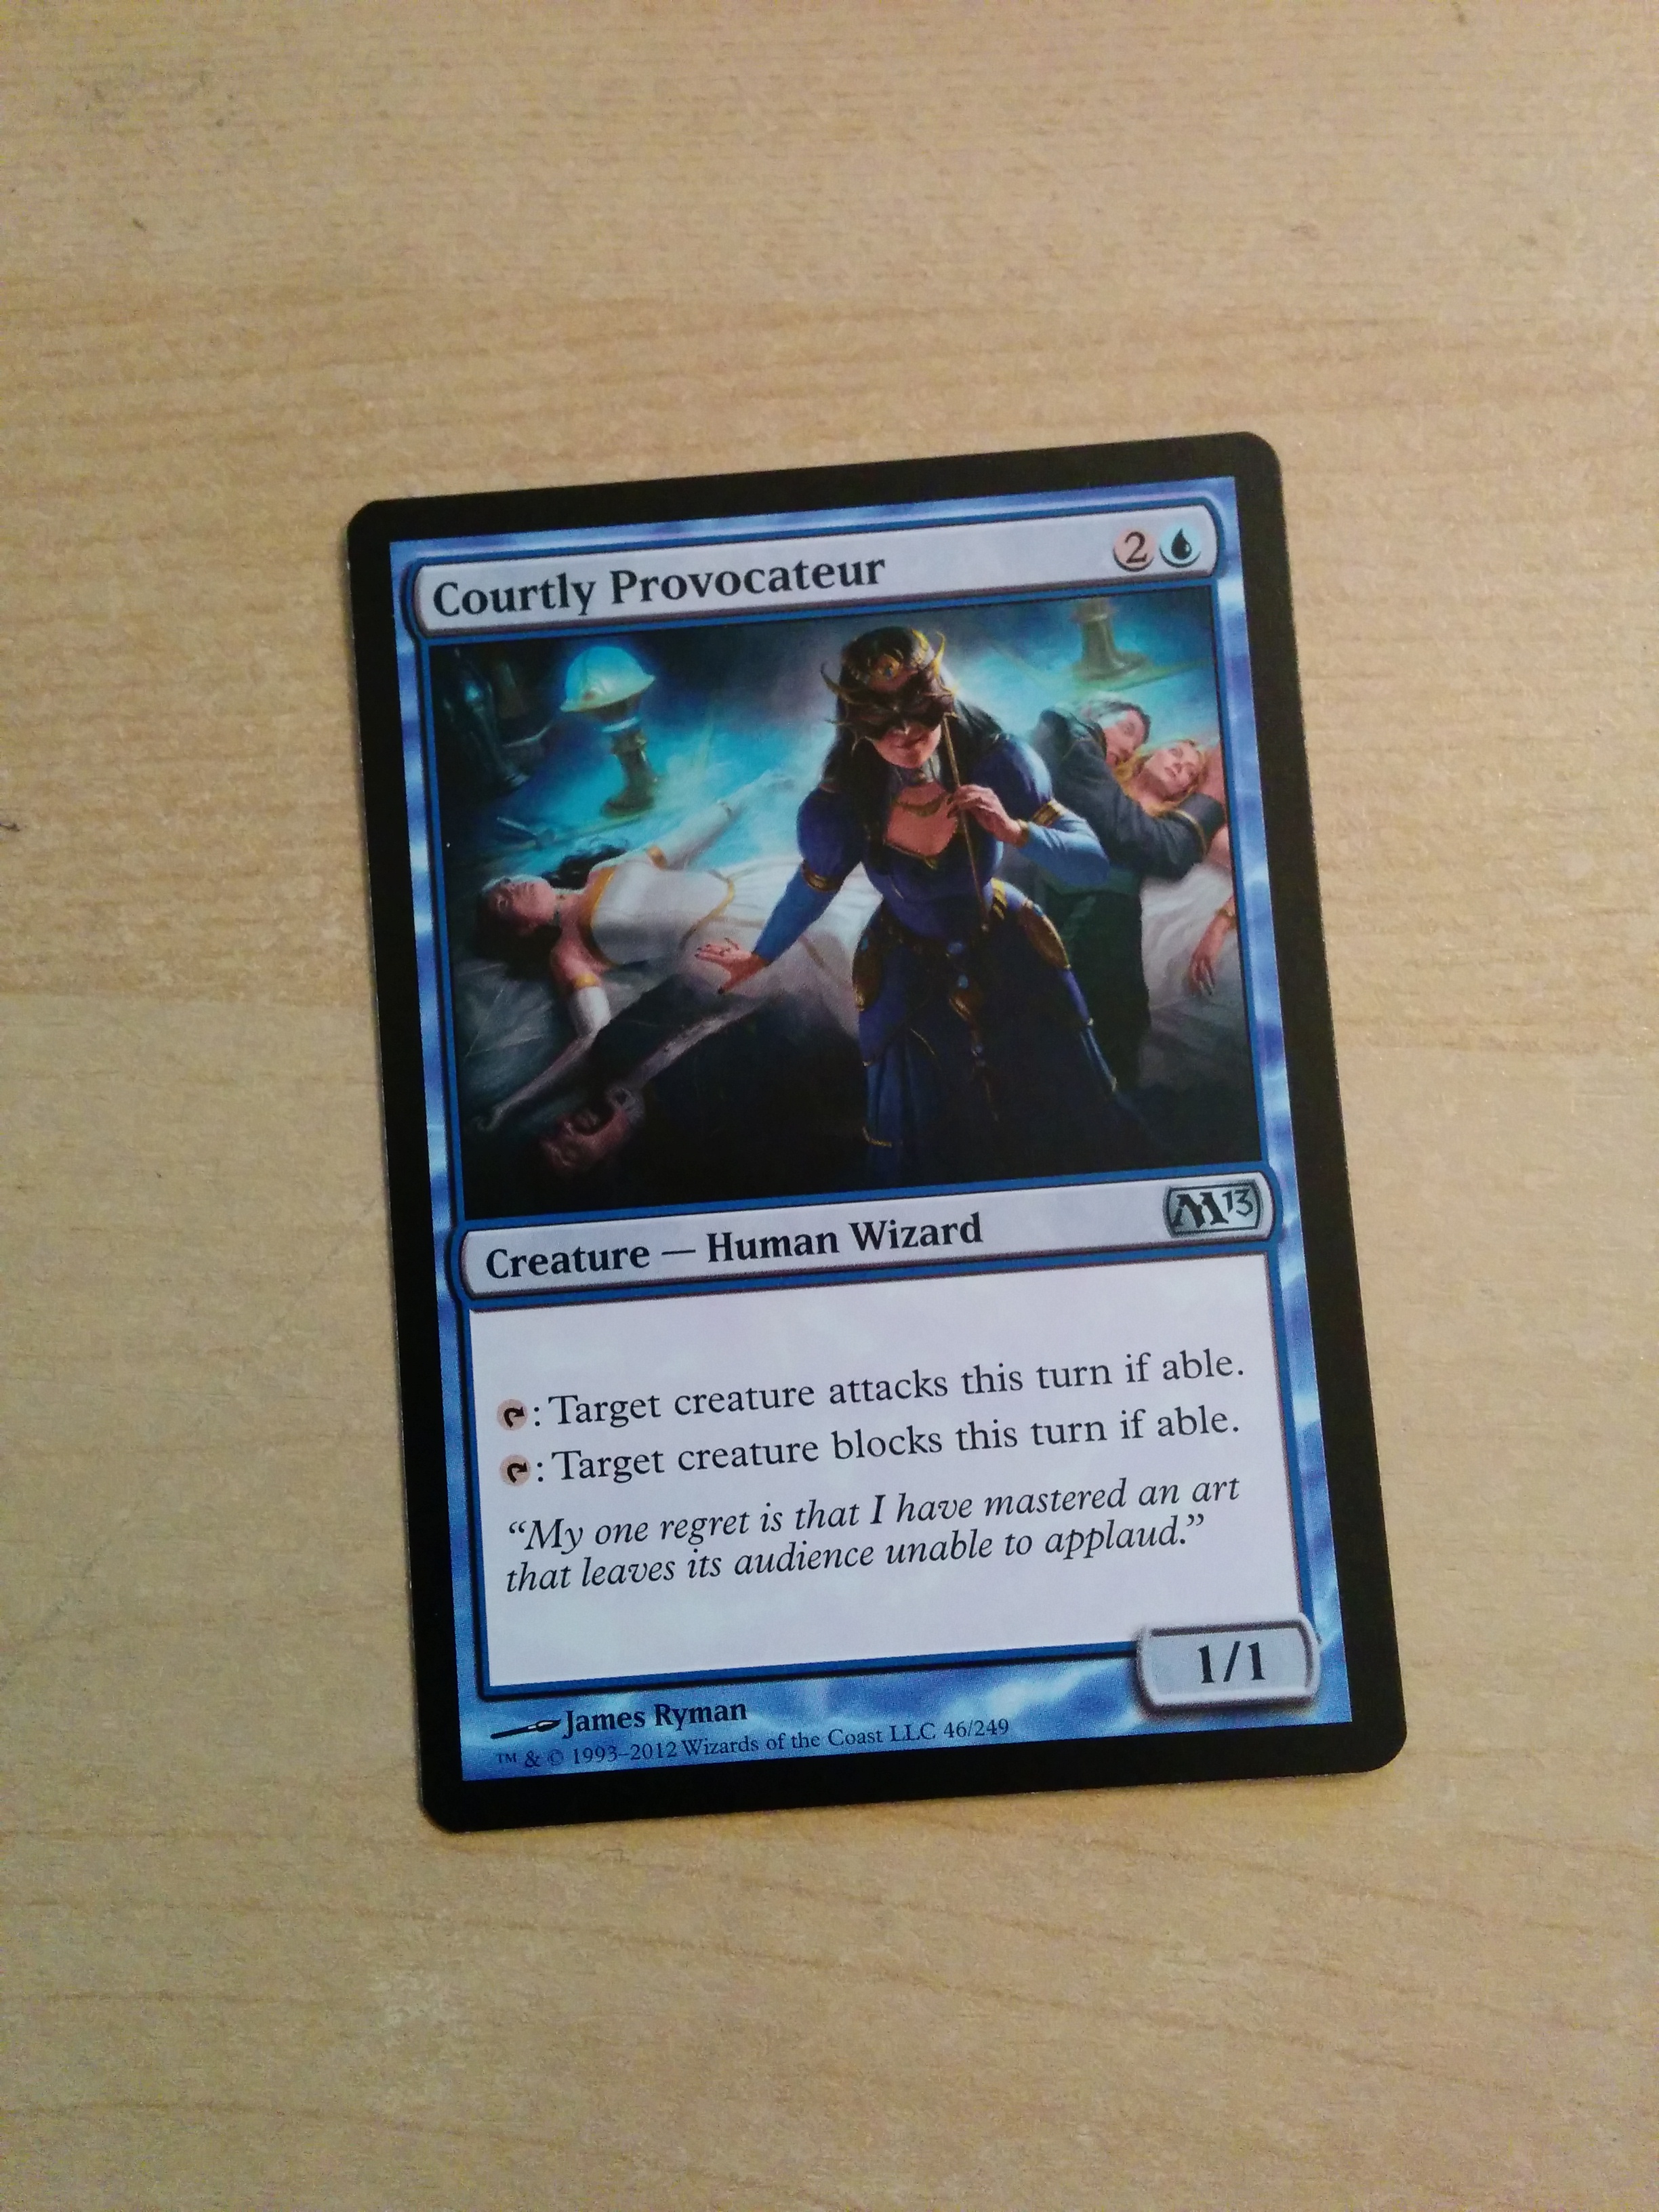 Courtly Provocateur 2
Creature — Human Wizard M13
: Target creature attacks this turn if able.
: Target creature blocks this turn if able.
“My one regret is that I have mastered an art
that leaves its audience unable to applaud.”
1/1
James Ryman
™ & © 1993–2012 Wizards of the Coast LLC 46/249